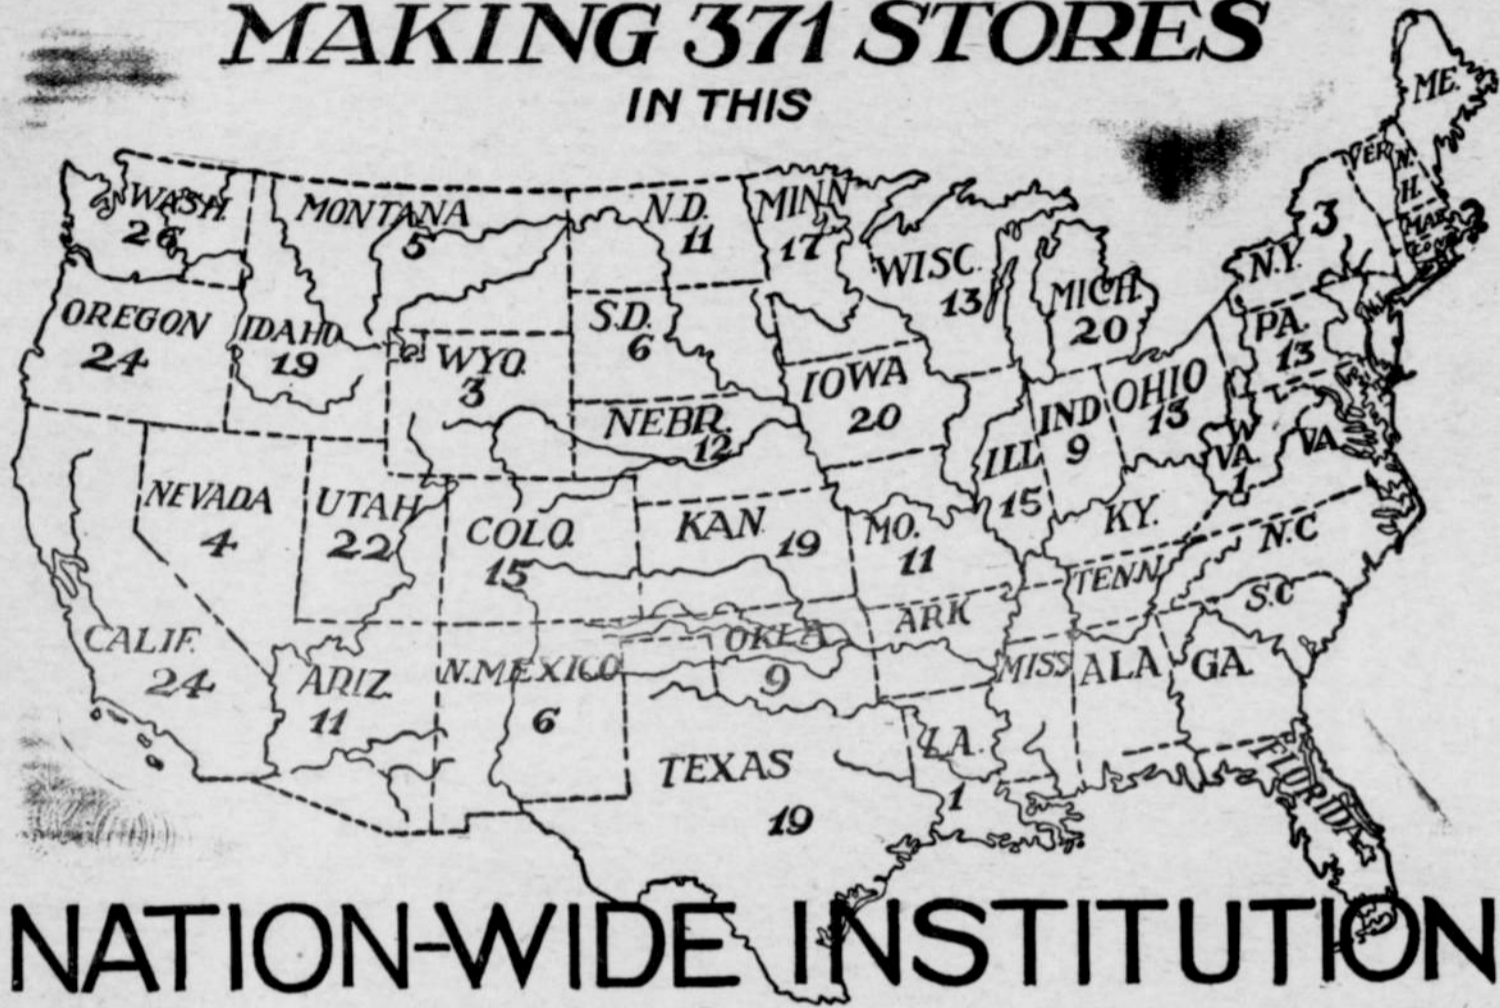 MAKING 371 STORES
IN THIS
ME.
VER.
N.
H.
WASH.
26
MONTANA
5
N.D.
11
MINN
17
WISC.
13
MICH.
20
N.Y.
3
MAS
OREGON
24
IDAHO
19
WYO.
3
S.D.
6
IOWA
20
NEBR.
12
ILL
15
IND
9
OHIO
13
PA.
13
N.J.
W
VA.
1
VA.
NEVADA
4
UTAH
22
COLO.
15
KAN.
19
MO.
11
KY.
TENN.
N.C
S.C
CALIF.
24
ARIZ.
11
N.MEXICO
6
OKLA
9
ARK
MISS
ALA
GA.
TEXAS
19
LA.
1
FLORIDA
NATION-WIDE INSTITUTION